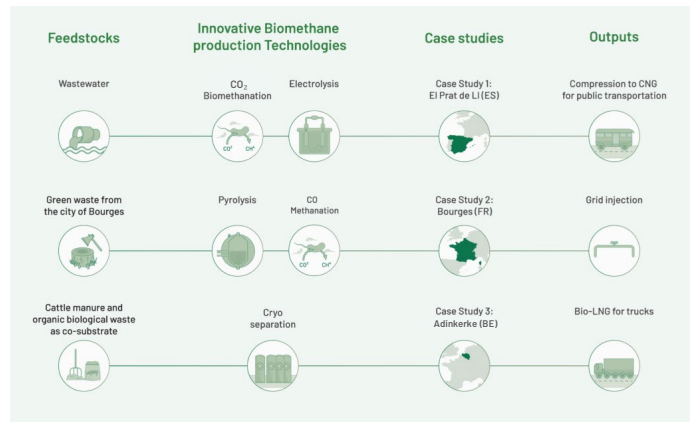 Feedstocks
Innovative Biomethane
production Technologies
Case studies
Outputs
Wastewater
CO₂
Biomethanation
Electrolysis
Case Study 1:
El Prat de Ll (ES)
Compression to CNG
for public transportation
CO² CH⁴
Green waste from
the city of Bourges
Pyrolysis
CO
Methanation
Case Study 2:
Bourges (FR)
Grid injection
CO² CH⁴
Cattle manure and
organic biological waste
as co-substrate
Cryo
separation
Case Study 3:
Adinkerke (BE)
Bio-LNG for trucks